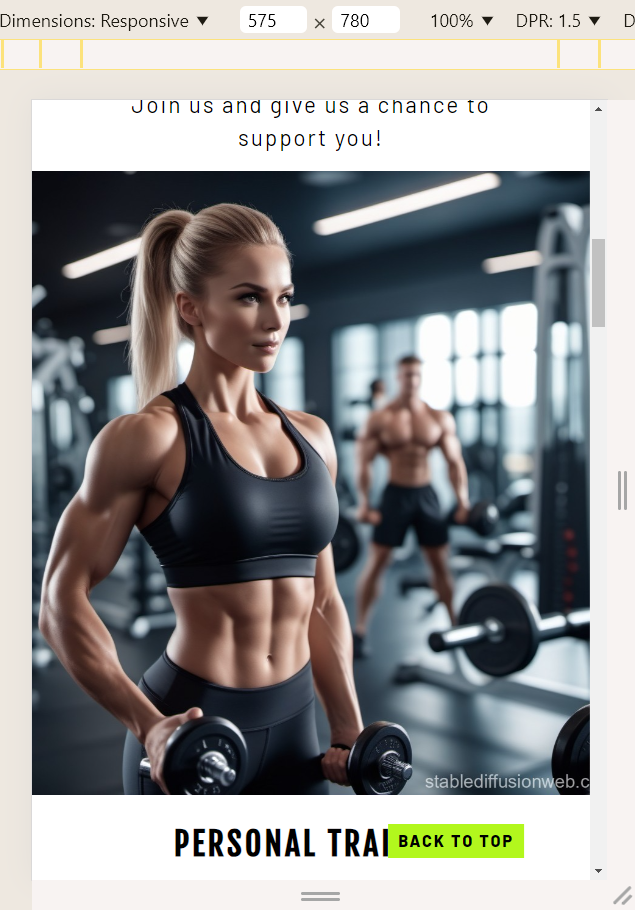 Dimensions: Responsive ▼ 575 × 780 100% ▼ DPR: 1.5 ▼ D
Join us and give us a chance to
support you!
stablediffusionweb.c
PERSONAL TRAI
BACK TO TOP